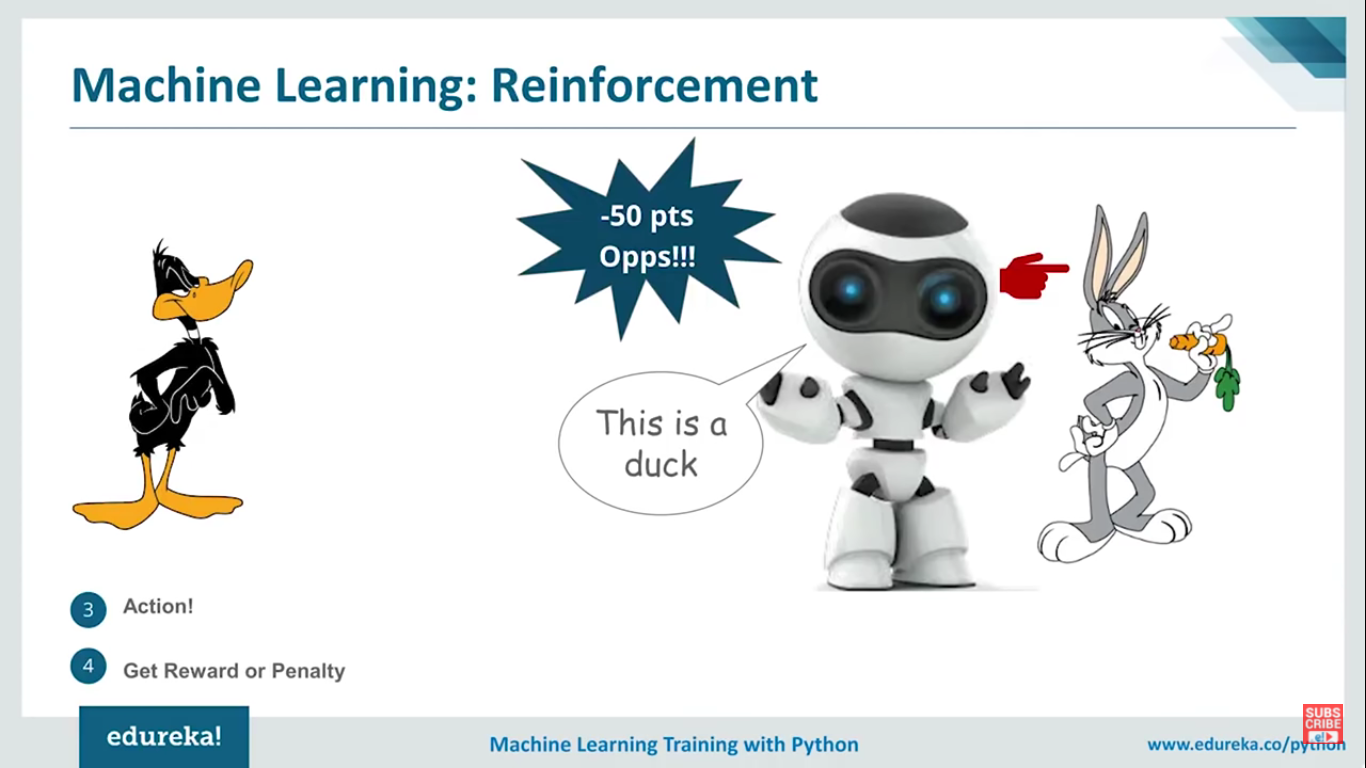 Machine Learning: Reinforcement
-50 pts
Opps!!!
This is a
duck
3 Action!
4 Get Reward or Penalty
edureka!
Machine Learning Training with Python
www.edureka.co/python
SUBS
CRIBE
e!